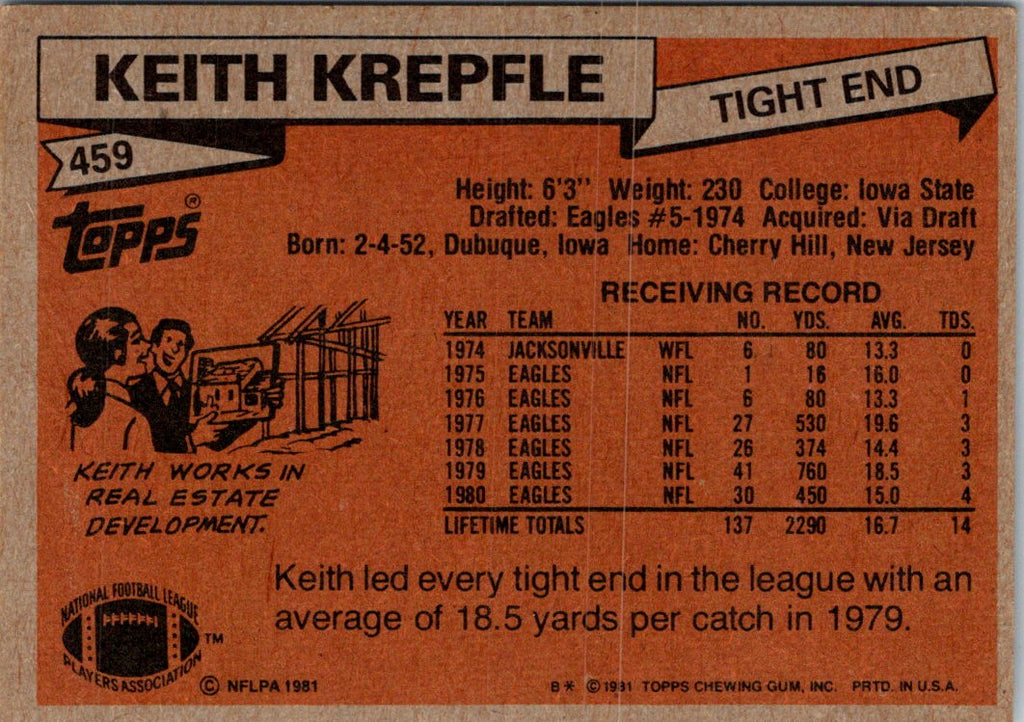 KEITH KREPFLE
TIGHT END
459
TOPPS®
Height: 6'3" Weight: 230 College: Iowa State
Drafted: Eagles #5-1974 Acquired: Via Draft
Born: 2-4-52, Dubuque, Iowa Home: Cherry Hill, New Jersey
RECEIVING RECORD
YEAR TEAM NO. YDS. AVG. TDS.
1974 JACKSONVILLE WFL 6 80 13.3 0
1975 EAGLES NFL 1 16 16.0 0
1976 EAGLES NFL 6 80 13.3 1
1977 EAGLES NFL 27 530 19.6 3
1978 EAGLES NFL 26 374 14.4 3
1979 EAGLES NFL 41 760 18.5 3
1980 EAGLES NFL 30 450 15.0 4
LIFETIME TOTALS 137 2290 16.7 14
KEITH WORKS IN
REAL ESTATE
DEVELOPMENT.
Keith led every tight end in the league with an
average of 18.5 yards per catch in 1979.
NATIONAL FOOTBALL LEAGUE
PLAYERS ASSOCIATION
TM
© NFLPA 1981
B* © 1981 TOPPS CHEWING GUM, INC. PRTD. IN U.S.A.